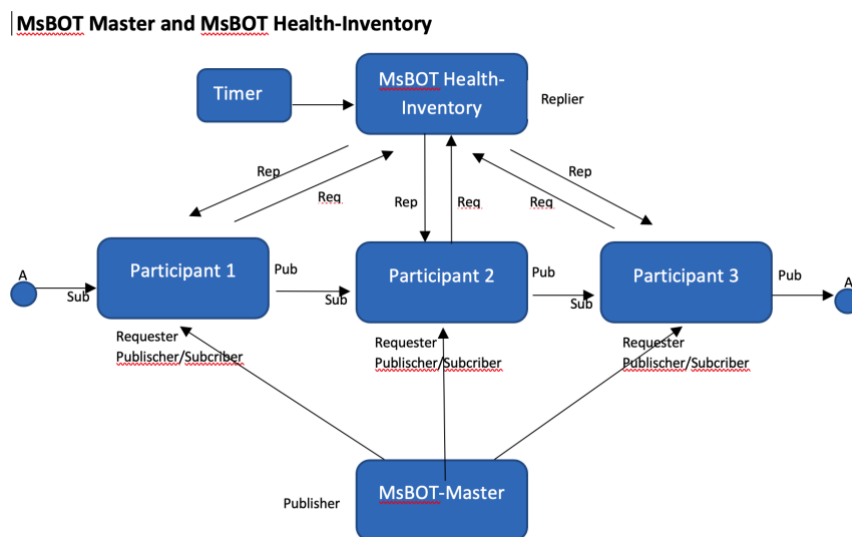 MsBOT Master and MsBOT Health-Inventory
Timer
MsBOT Health-
Inventory
Replier
Rep
Req
Rep
Req
Rep
Req
A
Sub
Participant 1
Pub
Sub
Participant 2
Pub
Sub
Participant 3
Pub
A
Requester
Publischer/Subcriber
Requester
Publischer/Subcriber
Requester
Publischer/Subcriber
Publisher
MsBOT-Master